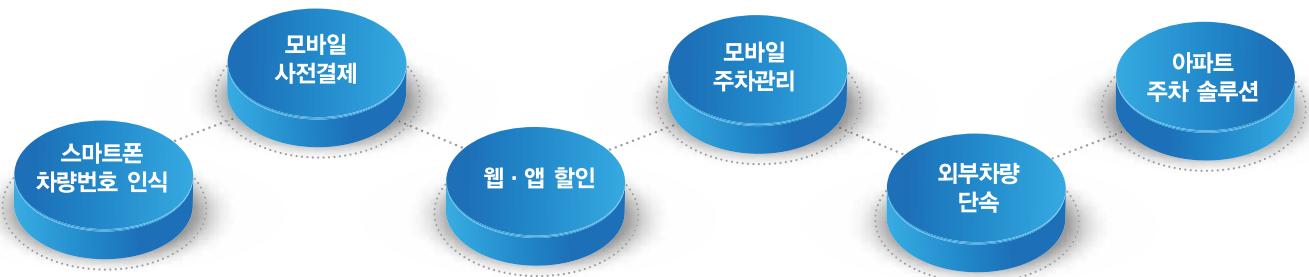 스마트폰
차량번호 인식
모바일
사전결제
웹 · 앱 할인
모바일
주차관리
외부차량
단속
아파트
주차 솔루션